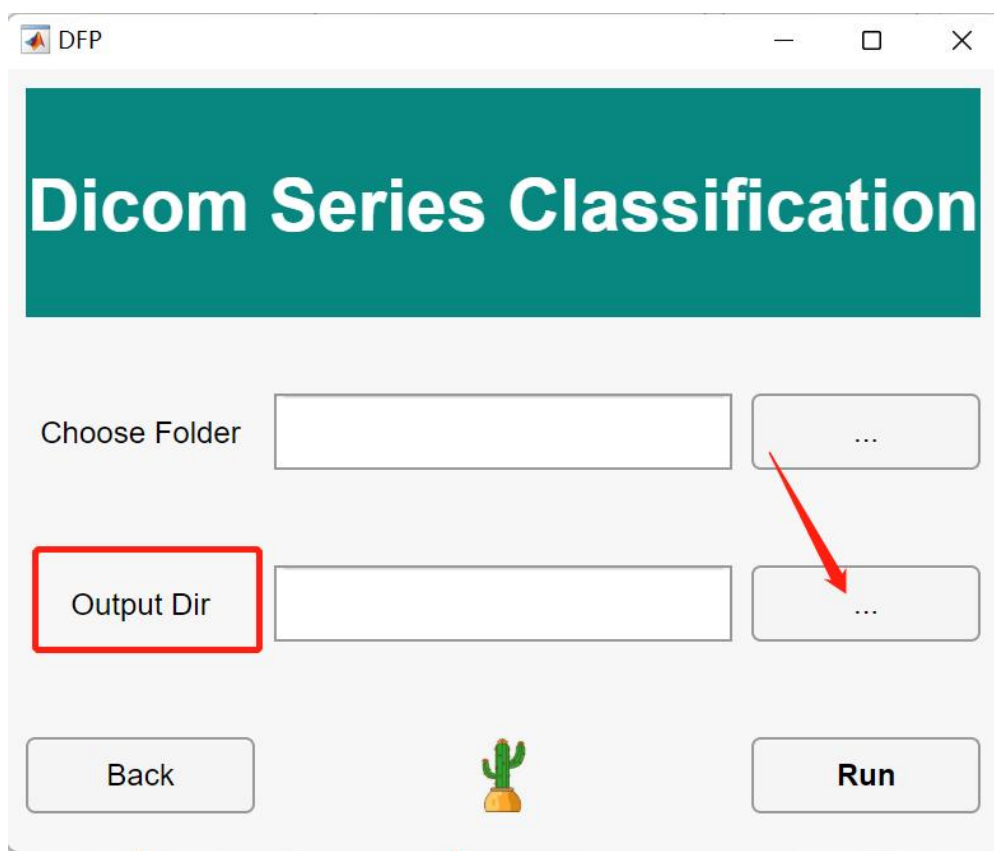 DFP
Dicom Series Classification
Choose Folder ...
Output Dir ...
Back Run